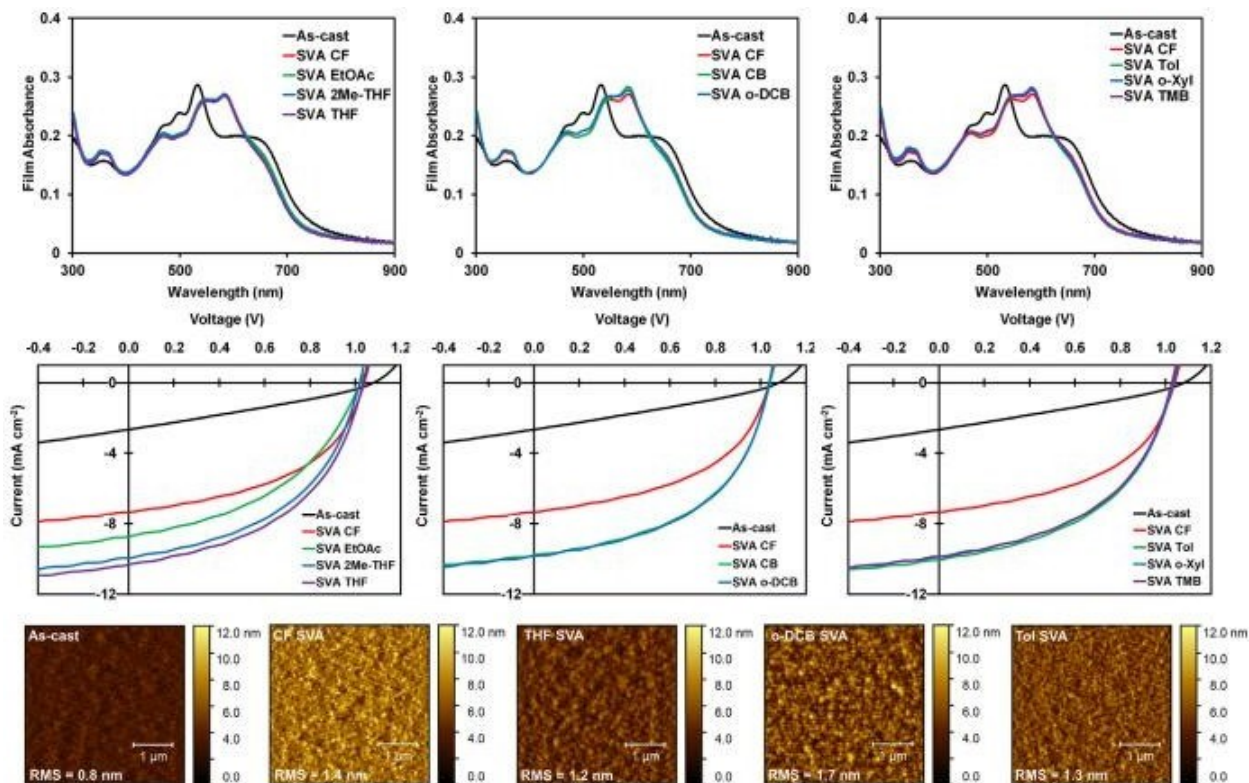 0.4
0.3
0.2
0.1
0
Film Absorbance
As-cast
SVA CF
SVA EtOAc
SVA 2Me-THF
SVA THF
300
500
700
900
Wavelength (nm)
0.4
0.3
0.2
0.1
0
Film Absorbance
As-cast
SVA CF
SVA CB
SVA o-DCB
300
500
700
900
Wavelength (nm)
0.4
0.3
0.2
0.1
0
Film Absorbance
As-cast
SVA CF
SVA Tol
SVA o-Xyl
SVA TMB
300
500
700
900
Wavelength (nm)
Voltage (V)
-0.4 -0.2 0.0 0.2 0.4 0.6 0.8 1.0 1.2
0
-4
-8
-12
Current (mA cm⁻²)
As-cast
SVA CF
SVA EtOAc
SVA 2Me-THF
SVA THF
Voltage (V)
-0.4 -0.2 0.0 0.2 0.4 0.6 0.8 1.0 1.2
0
-4
-8
-12
Current (mA cm⁻²)
As-cast
SVA CF
SVA CB
SVA o-DCB
Voltage (V)
-0.4 -0.2 0.0 0.2 0.4 0.6 0.8 1.0 1.2
0
-4
-8
-12
Current (mA cm⁻²)
As-cast
SVA CF
SVA Tol
SVA o-Xyl
SVA TMB
As-cast
1 µm
RMS = 0.8 nm
12.0 nm
10.0
8.0
6.0
4.0
2.0
0.0
CF SVA
1 µm
RMS = 1.4 nm
12.0 nm
10.0
8.0
6.0
4.0
2.0
0.0
THF SVA
1 µm
RMS = 1.2 nm
12.0 nm
10.0
8.0
6.0
4.0
2.0
0.0
o-DCB SVA
1 µm
RMS = 1.7 nm
12.0 nm
10.0
8.0
6.0
4.0
2.0
0.0
Tol SVA
1 µm
RMS = 1.3 nm
12.0 nm
10.0
8.0
6.0
4.0
2.0
0.0